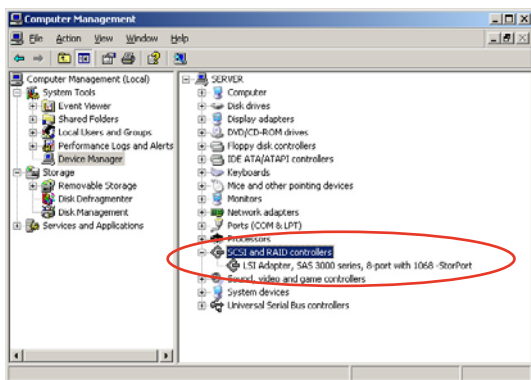 Computer Management
File Action View Window Help
Computer Management (Local)
System Tools
Event Viewer
Shared Folders
Local Users and Groups
Performance Logs and Alerts
Device Manager
Storage
Removable Storage
Disk Defragmenter
Disk Management
Services and Applications
SERVER
Computer
Disk drives
Display adapters
DVD/CD-ROM drives
Floppy disk controllers
IDE ATA/ATAPI controllers
Keyboards
Mice and other pointing devices
Monitors
Network adapters
Ports (COM & LPT)
Processors
SCSI and RAID controllers
LSI Adapter, SAS 3000 series, 8-port with 1068 -StorPort
Sound, video and game controllers
System devices
Universal Serial Bus controllers